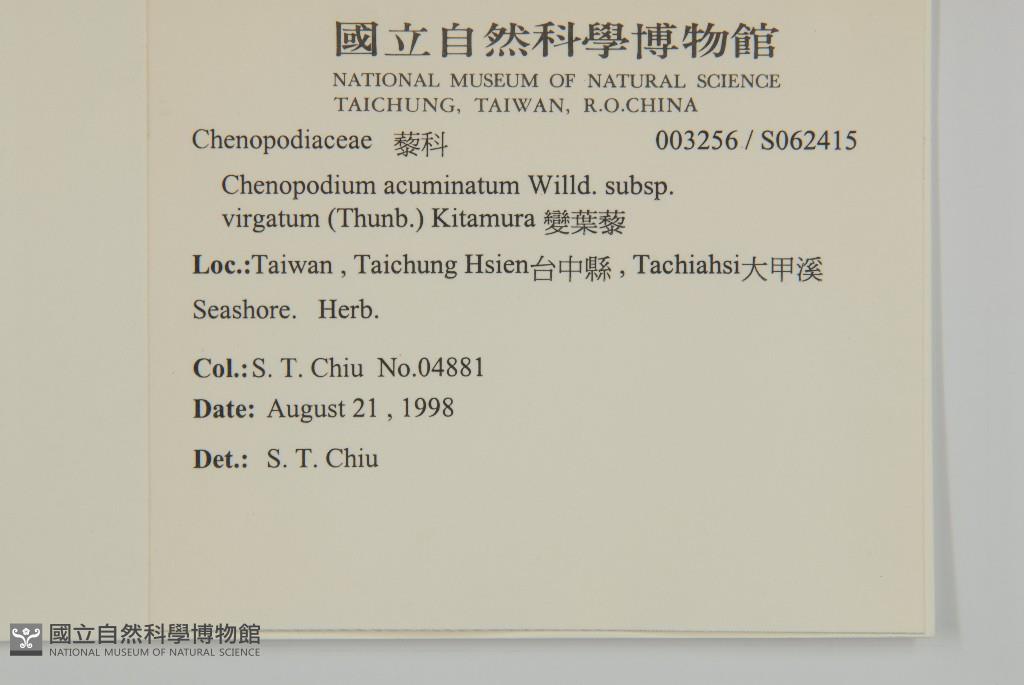 國立自然科學博物館
NATIONAL MUSEUM OF NATURAL SCIENCE
TAICHUNG, TAIWAN, R.O.CHINA
Chenopodiaceae 藜科 003256 / S062415
Chenopodium acuminatum Willd. subsp.
virgatum (Thunb.) Kitamura 變葉藜
Loc.:Taiwan , Taichung Hsien台中縣 , Tachiahsi大甲溪
Seashore. Herb.
Col.: S. T. Chiu No.04881
Date: August 21 , 1998
Det.: S. T. Chiu
國立自然科學博物館
NATIONAL MUSEUM OF NATURAL SCIENCE